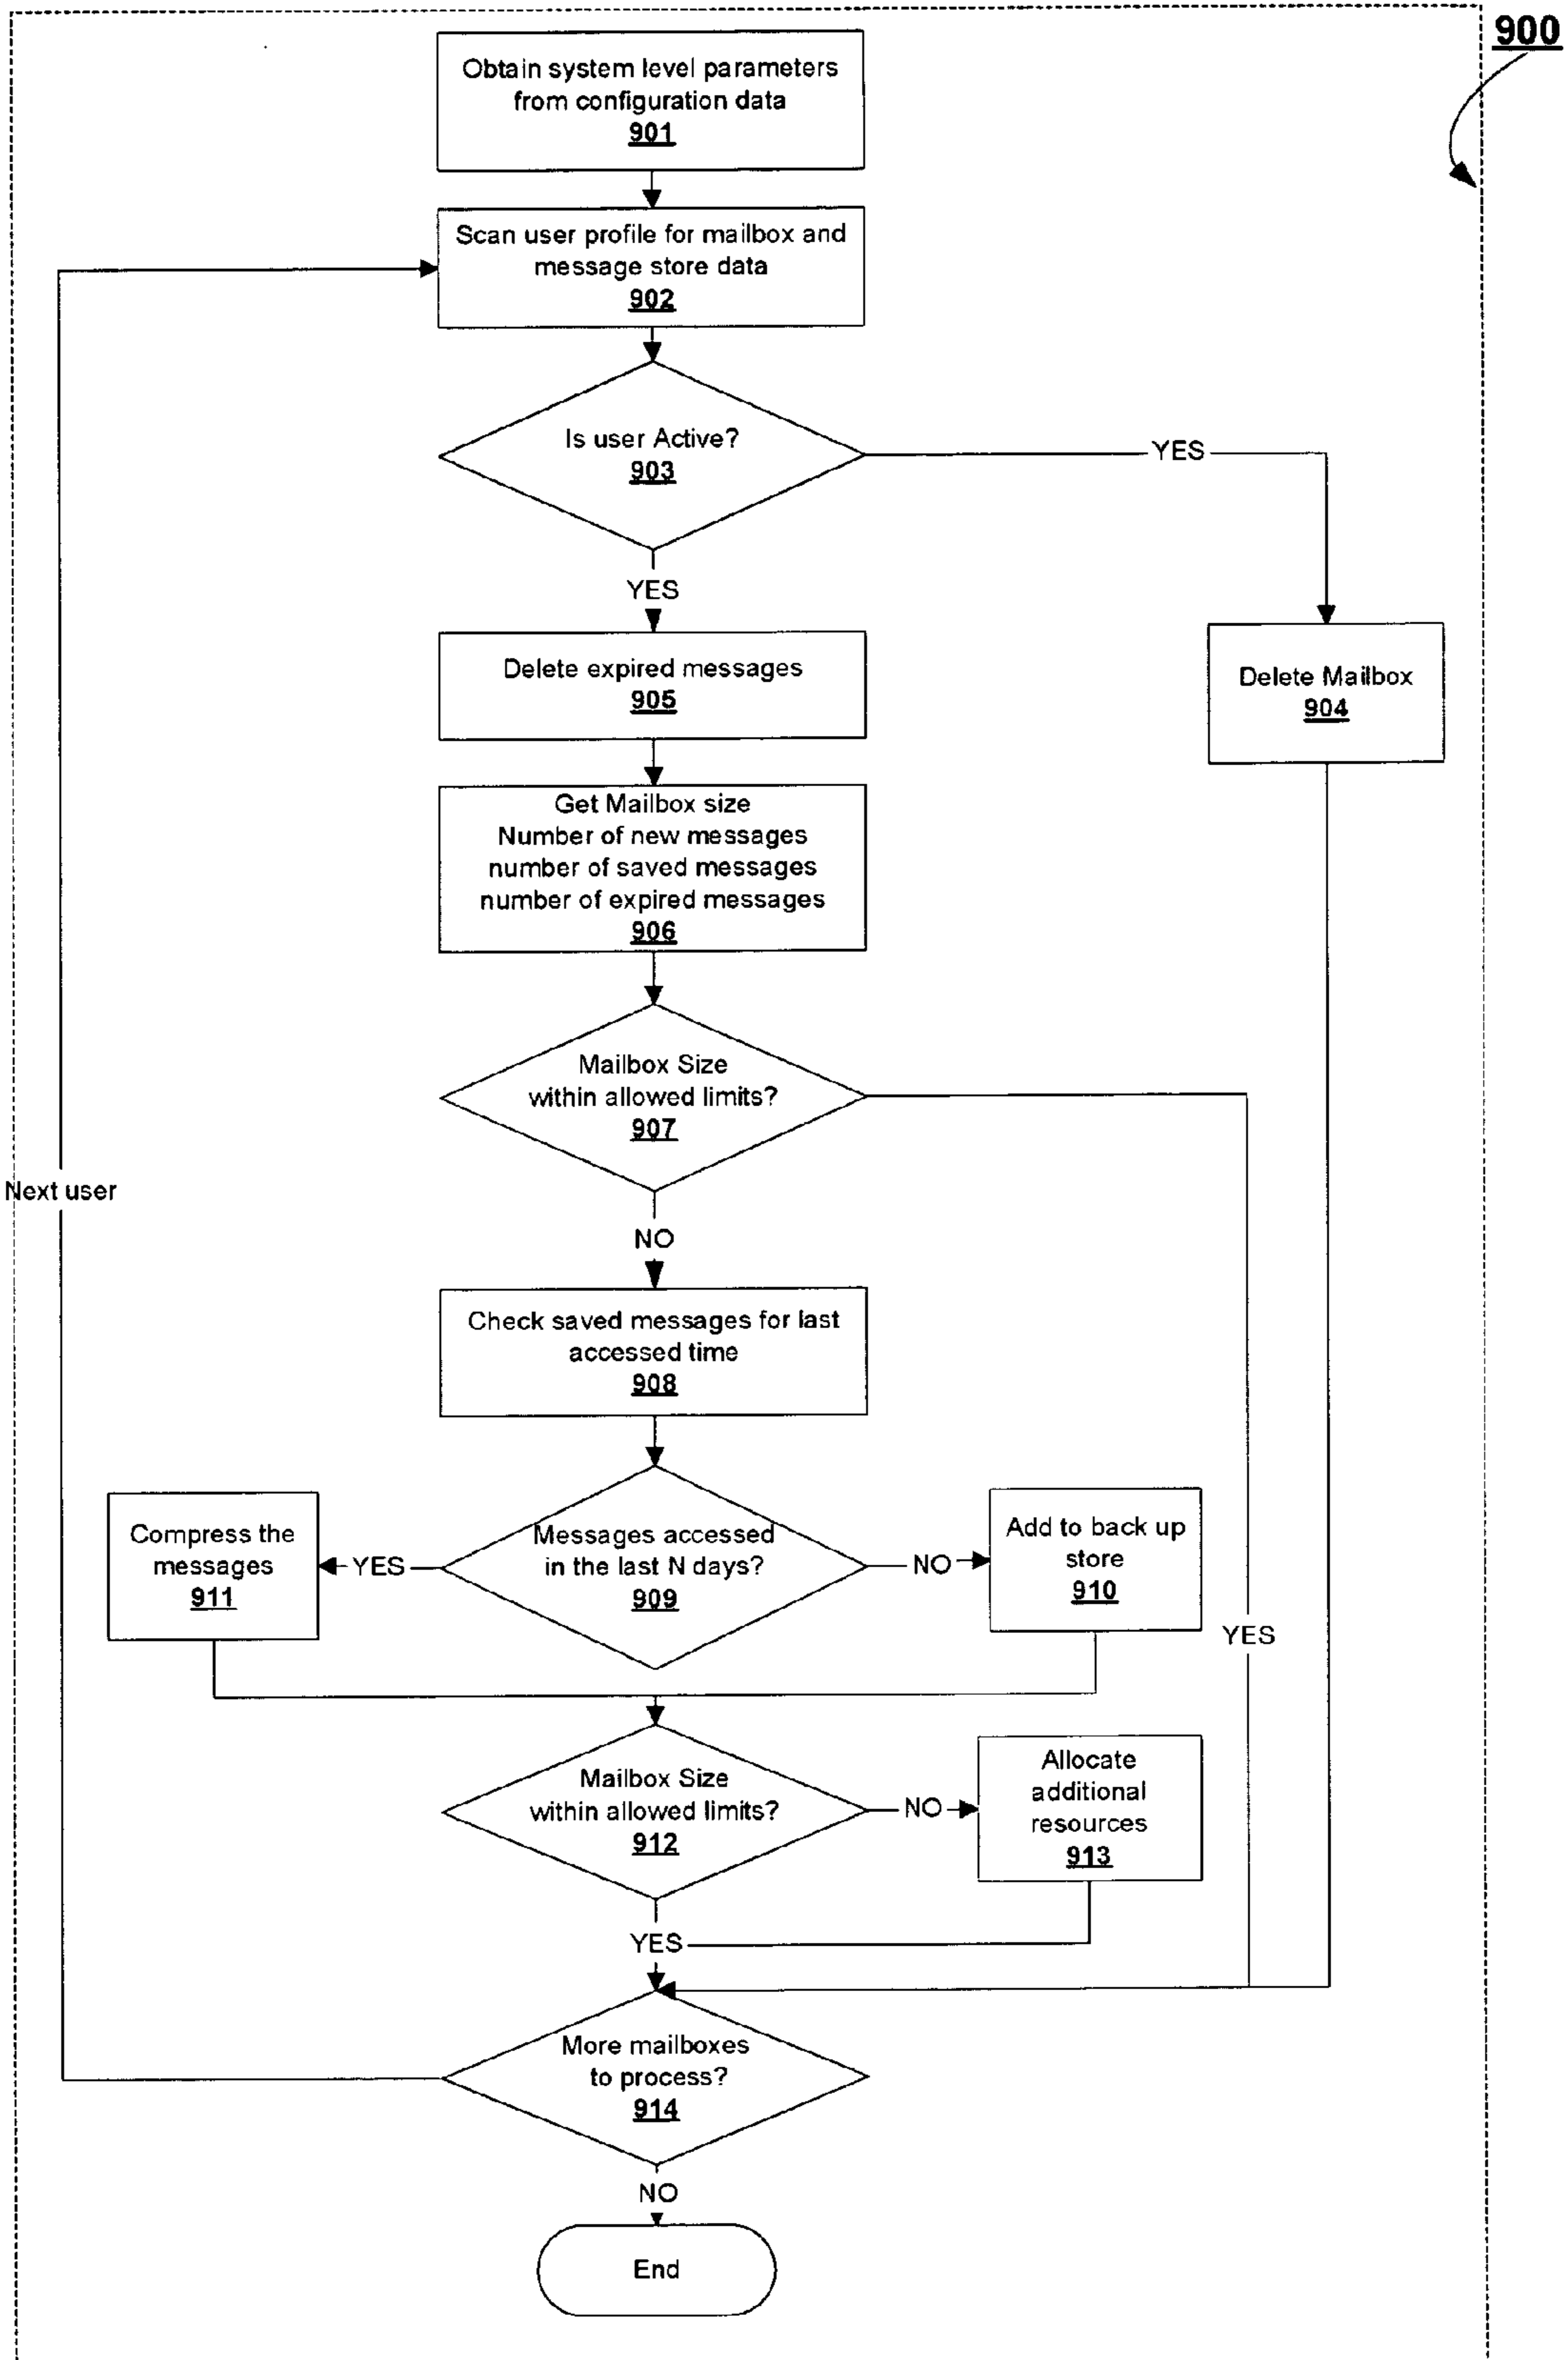 900
Obtain system level parameters
from configuration data
901
Scan user profile for mailbox and
message store data
902
Is user Active?
903
YES
YES
Delete expired messages
905
Delete Mailbox
904
Get Mailbox size
Number of new messages
number of saved messages
number of expired messages
906
Mailbox Size
within allowed limits?
907
Next user
NO
Check saved messages for last
accessed time
908
Compress the
messages
911
YES
Messages accessed
in the last N days?
909
NO
Add to back up
store
910
YES
Mailbox Size
within allowed limits?
912
NO
Allocate
additional
resources
913
YES
More mailboxes
to process?
914
NO
End